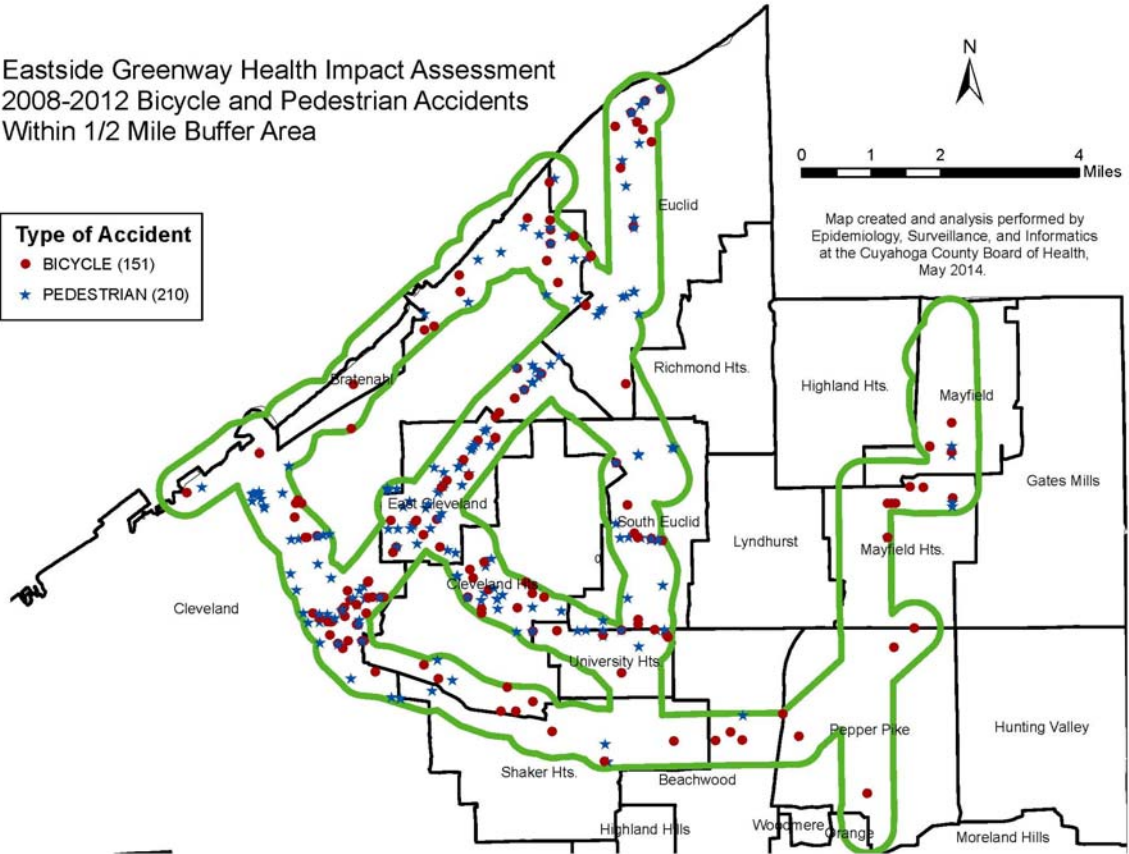 Eastside Greenway Health Impact Assessment
2008-2012 Bicycle and Pedestrian Accidents
Within 1/2 Mile Buffer Area
N
0 1 2 4
Miles
Map created and analysis performed by
Epidemiology, Surveillance, and Informatics
at the Cuyahoga County Board of Health,
May 2014.
Type of Accident
BICYCLE (151)
PEDESTRIAN (210)
Euclid
Richmond Hts.
Bratenahl
Highland Hts.
Mayfield
Gates Mills
East Cleveland
South Euclid
Lyndhurst
Mayfield Hts.
0
Cleveland Hts.
Cleveland
University Hts.
Pepper Pike
Hunting Valley
Shaker Hts.
Beachwood
Highland Hills
Woodmere
Orange
Moreland Hills